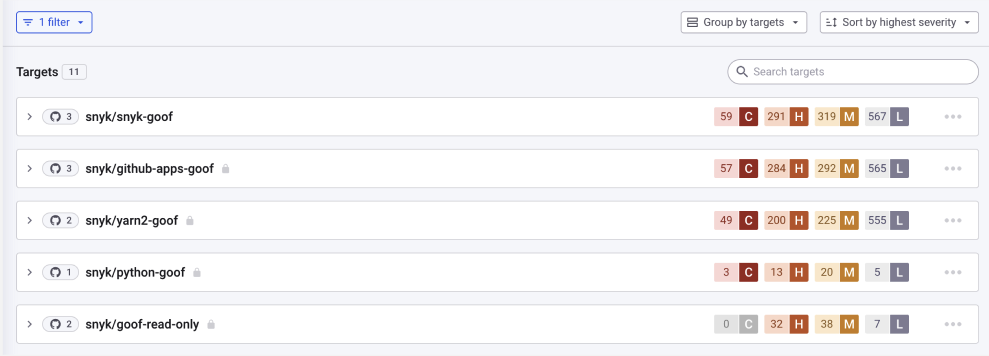 1 filter
Group by targets
Sort by highest severity
Targets 11
Search targets
3 snyk/snyk-goof 59 C 291 H 319 M 567 L
3 snyk/github-apps-goof 57 C 284 H 292 M 565 L
2 snyk/yarn2-goof 49 C 200 H 225 M 555 L
1 snyk/python-goof 3 C 13 H 20 M 5 L
2 snyk/goof-read-only 0 C 32 H 38 M 7 L